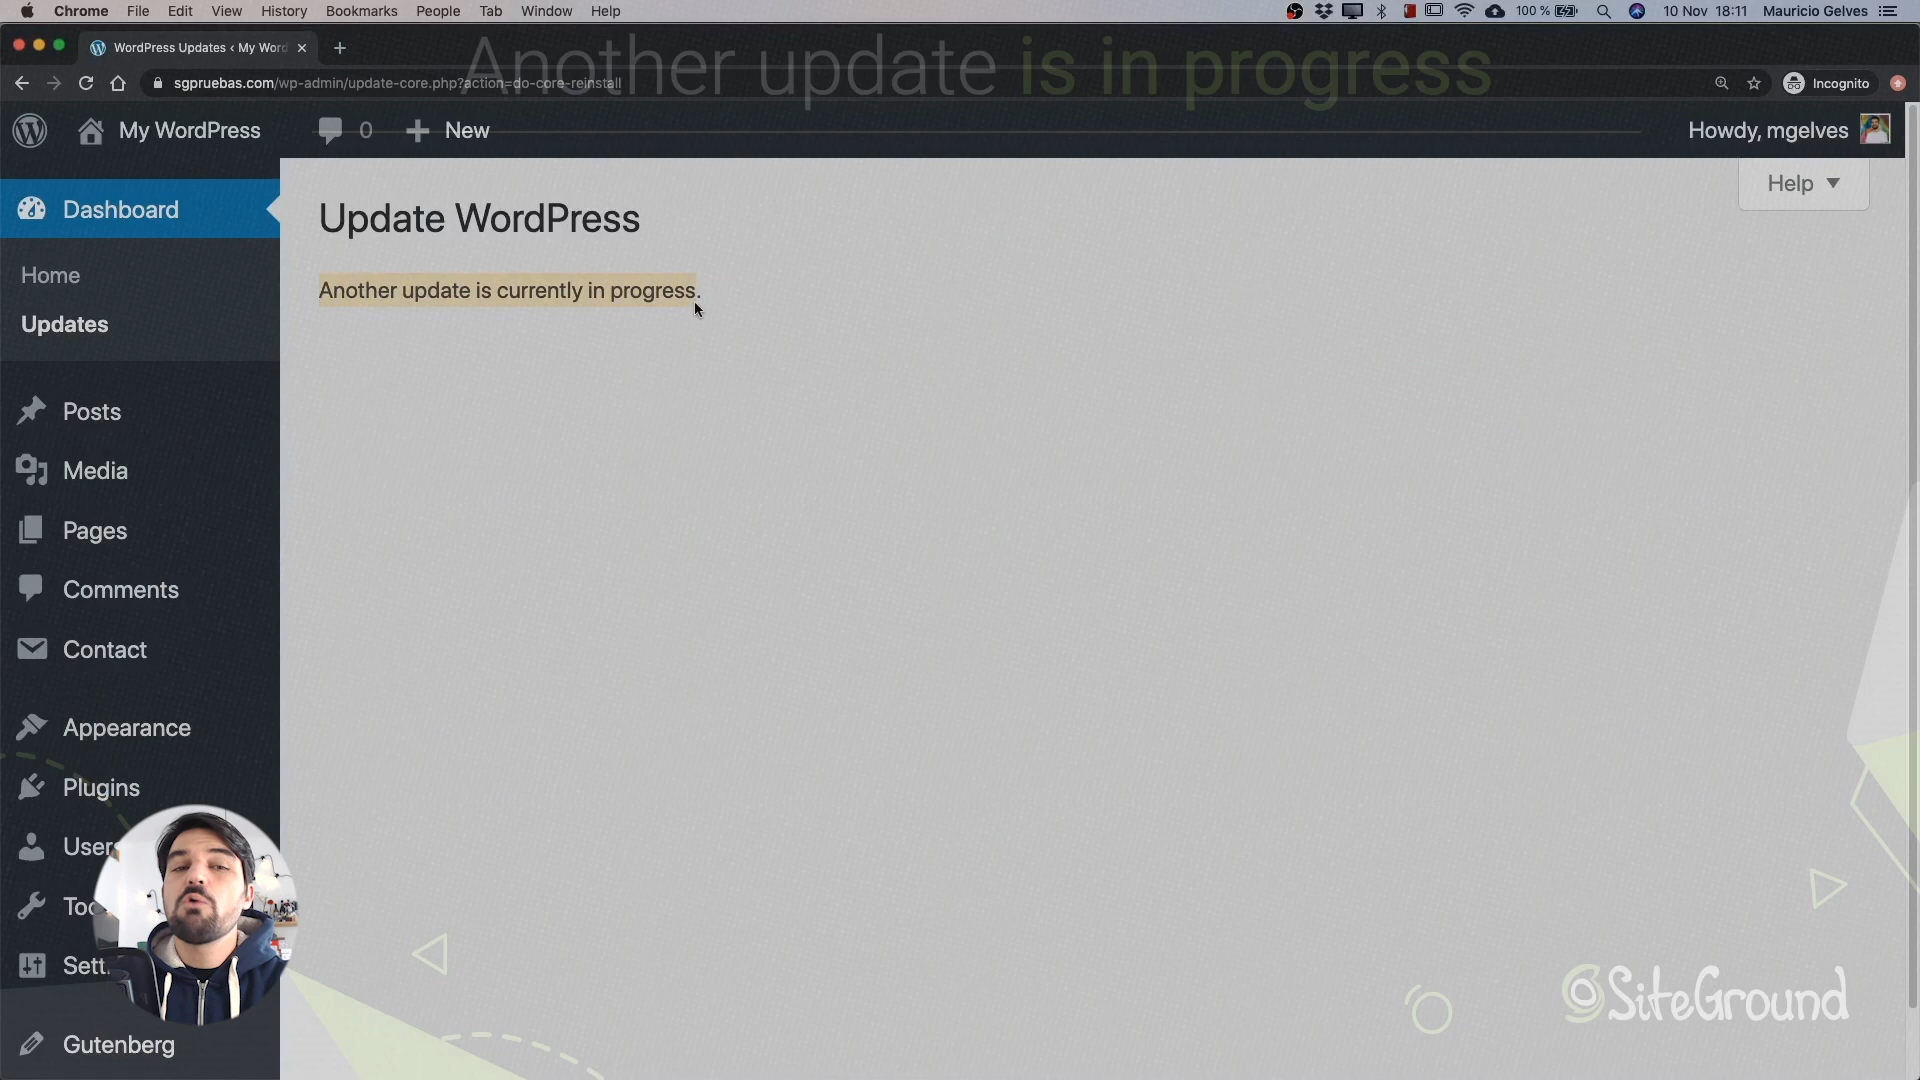 Chrome File Edit View History Bookmarks People Tab Window Help 100 % 10 Nov 18:11 Mauricio Gelves
WordPress Updates ‹ My Word
Another update is in progress
sgpruebas.com/wp-admin/update-core.php?action=do-core-reinstall
Incognito
My WordPress 0 New Howdy, mgelves
Help
Dashboard
Update WordPress
Home
Another update is currently in progress.
Updates
Posts
Media
Pages
Comments
Contact
Appearance
Plugins
Users
Too
Sett
SiteGround
Gutenberg